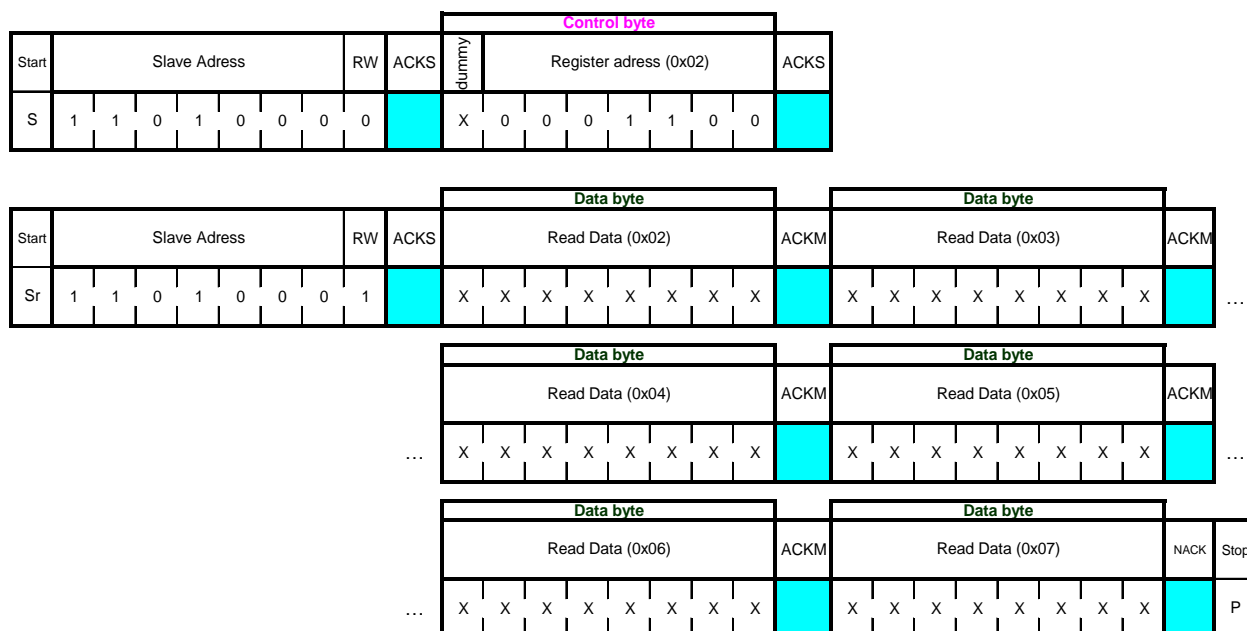 Control byte
Start Slave Adress RW ACKS dummy Register adress (0x02) ACKS
S 1 1 0 1 0 0 0 0 X 0 0 0 1 1 0 0
Data byte Data byte
Start Slave Adress RW ACKS Read Data (0x02) ACKM Read Data (0x03) ACKM
Sr 1 1 0 1 0 0 0 1 X X X X X X X X X X X X X X X X …
Data byte Data byte
Read Data (0x04) ACKM Read Data (0x05) ACKM
… X X X X X X X X X X X X X X X X …
Data byte Data byte
Read Data (0x06) ACKM Read Data (0x07) NACK Stop
… X X X X X X X X X X X X X X X X P